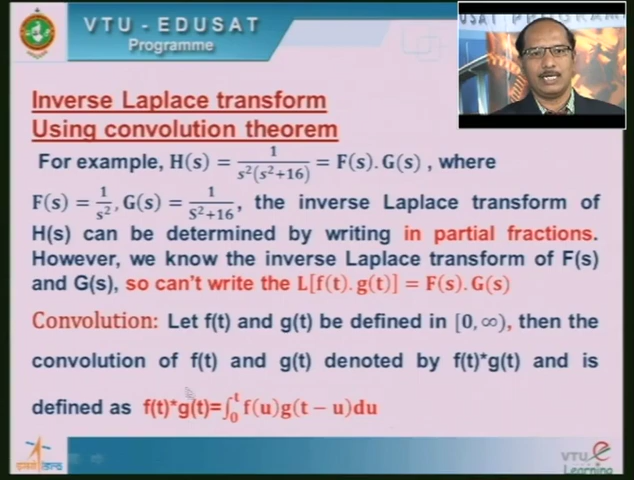 VTU - EDUSAT
Programme
Inverse Laplace transform
Using convolution theorem
For example, H(s) = 1/(s²(s²+16)) = F(s). G(s) , where
F(s) = 1/s², G(s) = 1/(S²+16), the inverse Laplace transform of
H(s) can be determined by writing in partial fractions.
However, we know the inverse Laplace transform of F(s)
and G(s), so can't write the L[f(t). g(t)] = F(s). G(s)
Convolution: Let f(t) and g(t) be defined in [0, ∞), then the
convolution of f(t) and g(t) denoted by f(t)*g(t) and is
defined as f(t)*g(t)=∫₀ᵗ f(u)g(t − u)du
VTU e
Learning